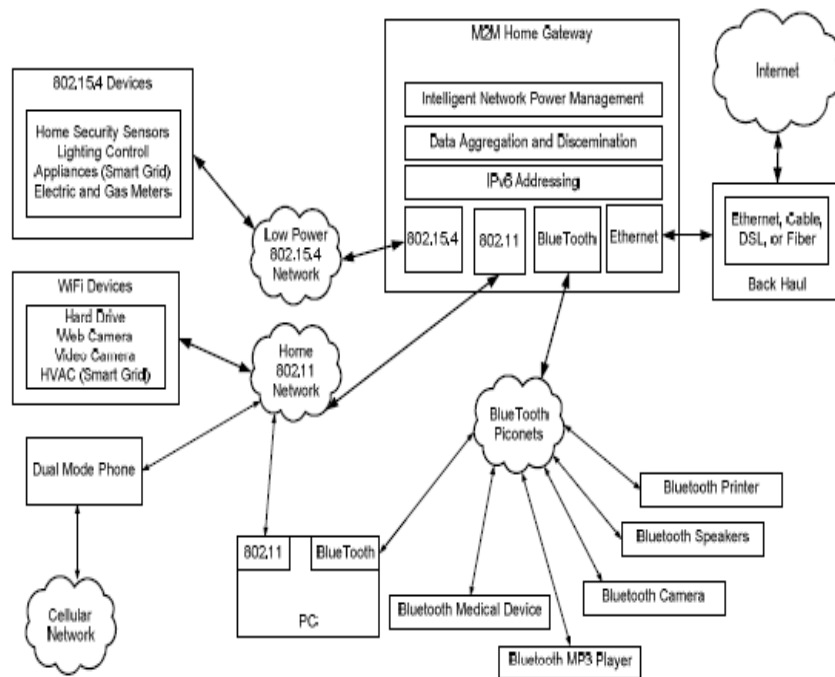 M2M Home Gateway
Intelligent Network Power Management
Data Aggregation and Discemination
IPv6 Addressing
802.15.4
802.11
BlueTooth
Ethernet
Internet
Ethernet, Cable,
DSL, or Fiber
Back Haul
802.15.4 Devices
Home Security Sensors
Lighting Control
Appliances (Smart Grid)
Electric and Gas Meters
Low Power
802.15.4
Network
WiFi Devices
Hard Drive
Web Camera
Video Camera
HVAC (Smart Grid)
Home
802.11
Network
Dual Mode Phone
Cellular
Network
802.11
BlueTooth
PC
BlueTooth
Piconets
Bluetooth Printer
Bluetooth Speakers
Bluetooth Camera
Bluetooth Medical Device
Bluetooth MP3 Player